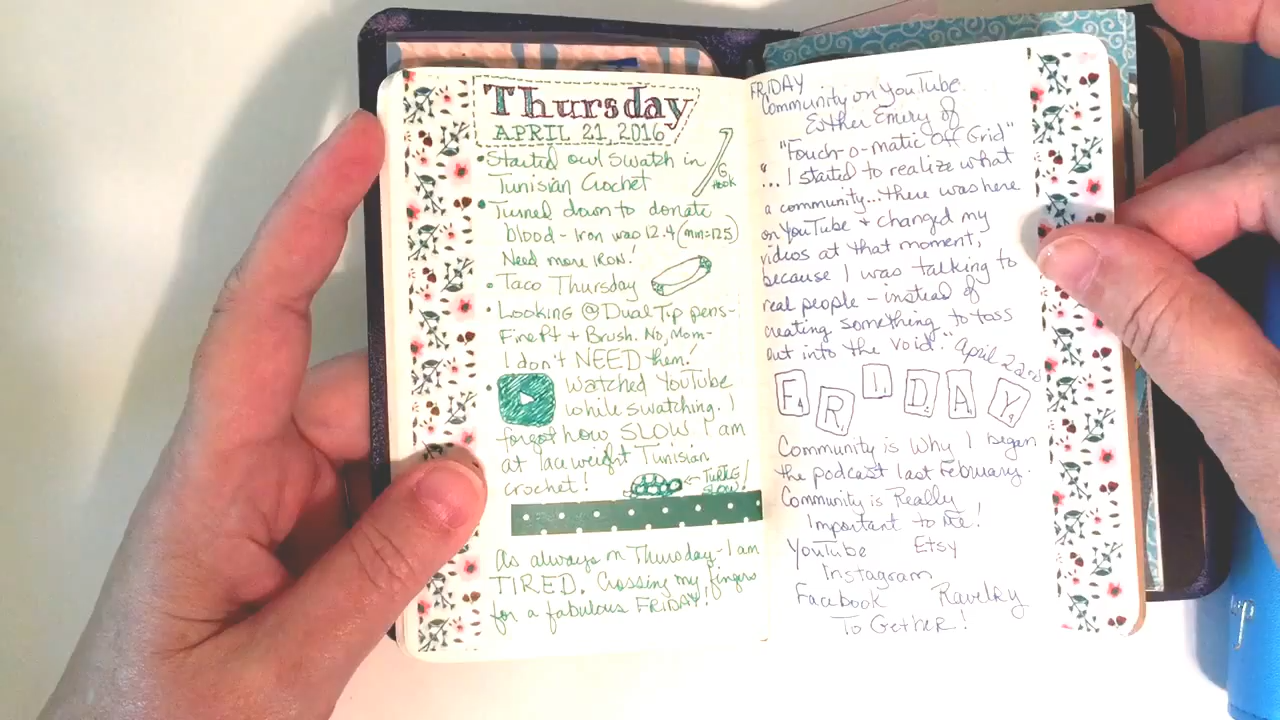 Thursday
APRIL 21, 2016
• Started owl swatch in
Tunisian Crochet
G
HOOK
• Turned down to donate
blood - Iron was 12.4 (min=12.5)
Need more IRON!
• Taco Thursday
• Looking @ Dual Tip pens -
Fine Pt + Brush. No, Mom -
I don't NEED them!
• Watched YouTube
while swatching. I
forgot how SLOW I am
at lace weight Tunisian
crochet!
← TURTLE
SLOW!
As always on Thursday - I am
TIRED. Crossing my fingers
for a fabulous FRIDAY!
FRIDAY
Community on YouTube.
Esther Emery of
"Fouch-o-matic Off Grid"
"... I started to realize what
a community... there was here
on YouTube + changed my
videos at that moment,
because I was talking to
real people - instead of
creating something to toss
out into the void."
April 22nd
FRIDAY
Community is why I began
the podcast last February.
Community is Really
Important to Me!
YouTube Etsy
Instagram
Facebook Ravelry
To Gether!